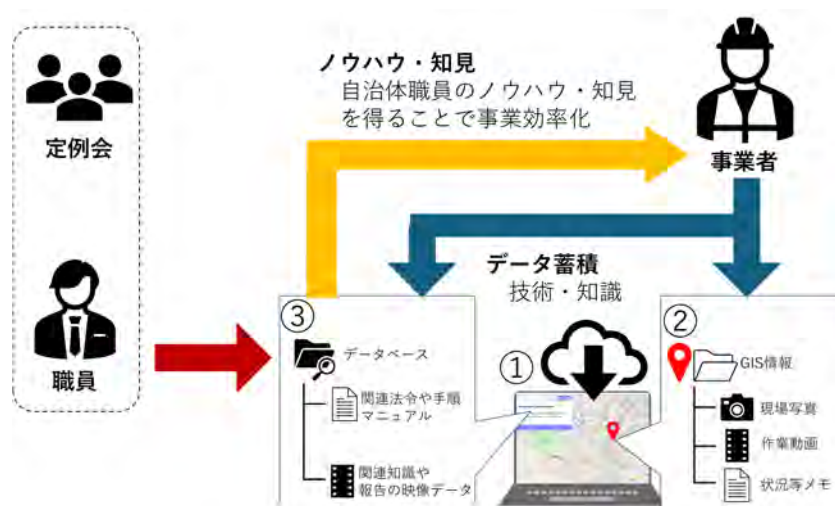 ノウハウ・知見
自治体職員のノウハウ・知見
を得ることで事業効率化
定例会
事業者
職員
データ蓄積
技術・知識
③
データベース
関連法令や手順
マニュアル
関連知識や
報告の映像データ
①
②
GIS情報
現場写真
作業動画
状況等メモ